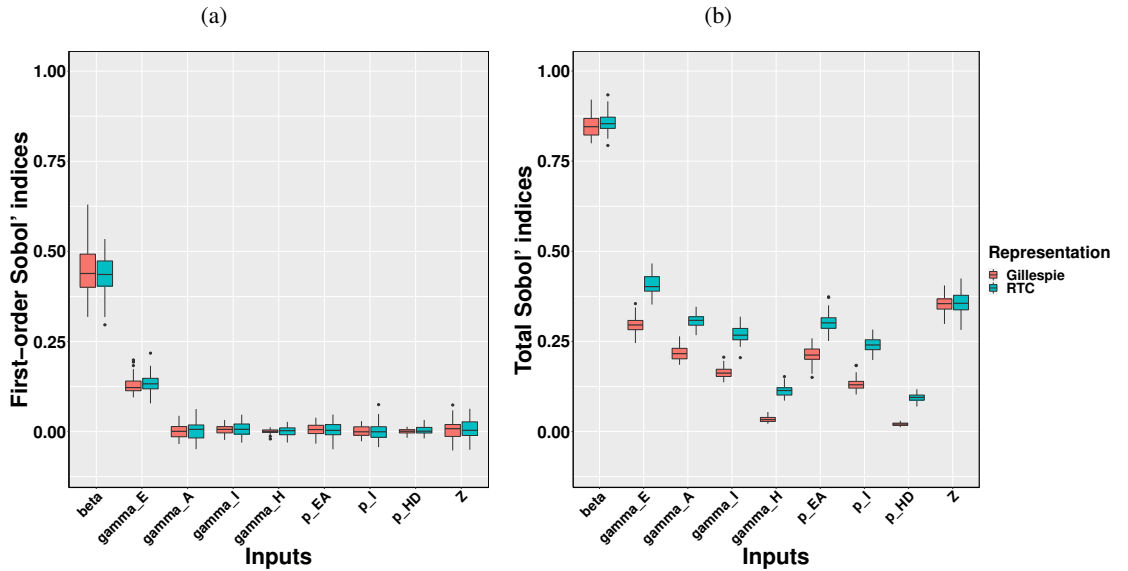 (a)
(b)
First−order Sobol' indices
1.00
0.75
0.50
0.25
0.00
beta
gamma_E
gamma_A
gamma_I
gamma_H
p_EA
p_I
p_HD
Z
Inputs
Total Sobol' indices
1.00
0.75
0.50
0.25
0.00
beta
gamma_E
gamma_A
gamma_I
gamma_H
p_EA
p_I
p_HD
Z
Inputs
Representation
Gillespie
RTC